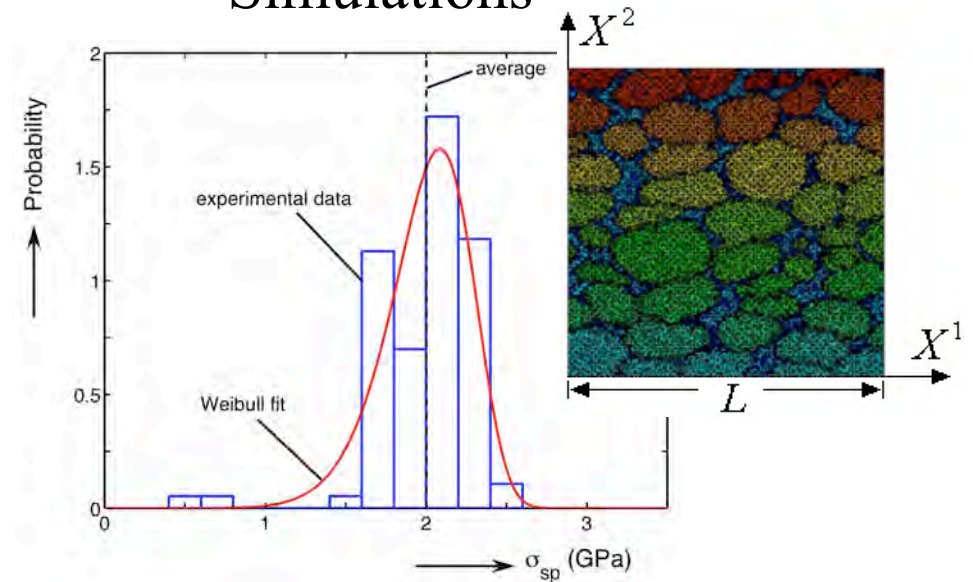 Simulations
X²
2
average
Probability
1.5
experimental data
1
X¹
L
0.5
Weibull fit
0
0
1
2
3
σsp (GPa)